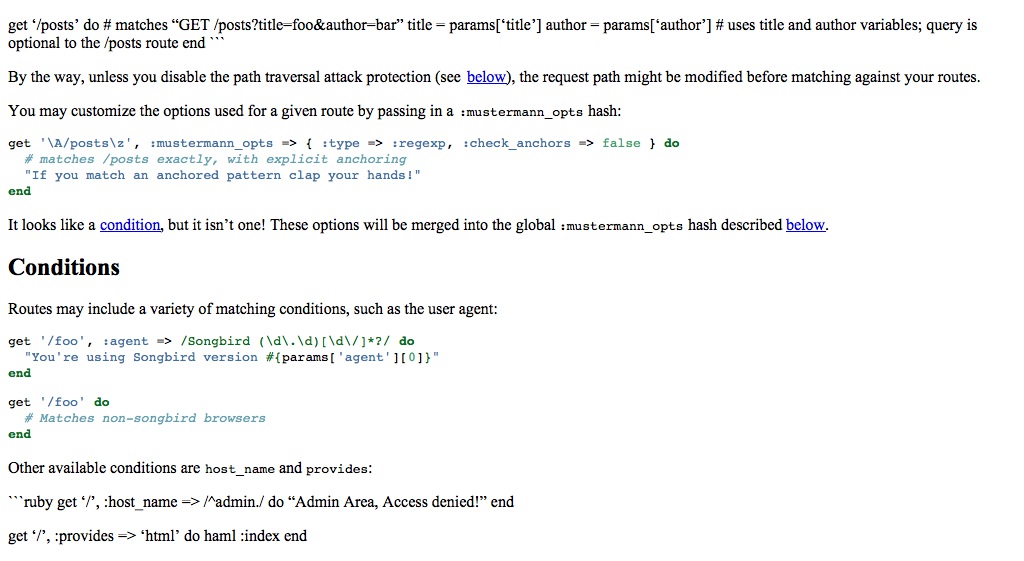 get ‘/posts’ do # matches “GET /posts?title=foo&author=bar” title = params[‘title’] author = params[‘author’] # uses title and author variables; query is
optional to the /posts route end ```
By the way, unless you disable the path traversal attack protection (see below), the request path might be modified before matching against your routes.
You may customize the options used for a given route by passing in a :mustermann_opts hash:
get '\A/posts\z', :mustermann_opts => { :type => :regexp, :check_anchors => false } do
  # matches /posts exactly, with explicit anchoring
  "If you match an anchored pattern clap your hands!"
end
It looks like a condition, but it isn’t one! These options will be merged into the global :mustermann_opts hash described below.
Conditions
Routes may include a variety of matching conditions, such as the user agent:
get '/foo', :agent => /Songbird (\d\.\d)[\d\/]*?/ do
  "You're using Songbird version #{params['agent'][0]}"
end
get '/foo' do
  # Matches non-songbird browsers
end
Other available conditions are host_name and provides:
```ruby get ‘/’, :host_name => /^admin./ do “Admin Area, Access denied!” end
get ‘/’, :provides => ‘html’ do haml :index end